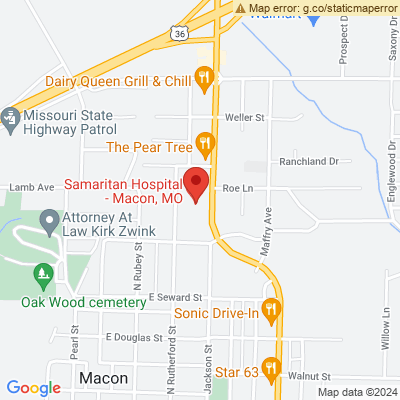 Map error: g.co/staticmaperror
Walmart
36
Prospect D
Saxony Dr
Dairy Queen Grill & Chill
Missouri State
Highway Patrol
Weller St
The Pear Tree
Ranchland Dr
Englewood Dr
Lamb Ave
Samaritan Hospital
- Macon, MO
Roe Ln
Attorney At
Law Kirk Zwink
Maffry Ave
N Rubey St
Oak Wood cemetery
E Seward St
Sonic Drive-In
Willow Ln
Pearl St
E Douglas St
N Rutherford St
Jackson St
Star 63
Macon
Walnut St
Google
Map data ©2024